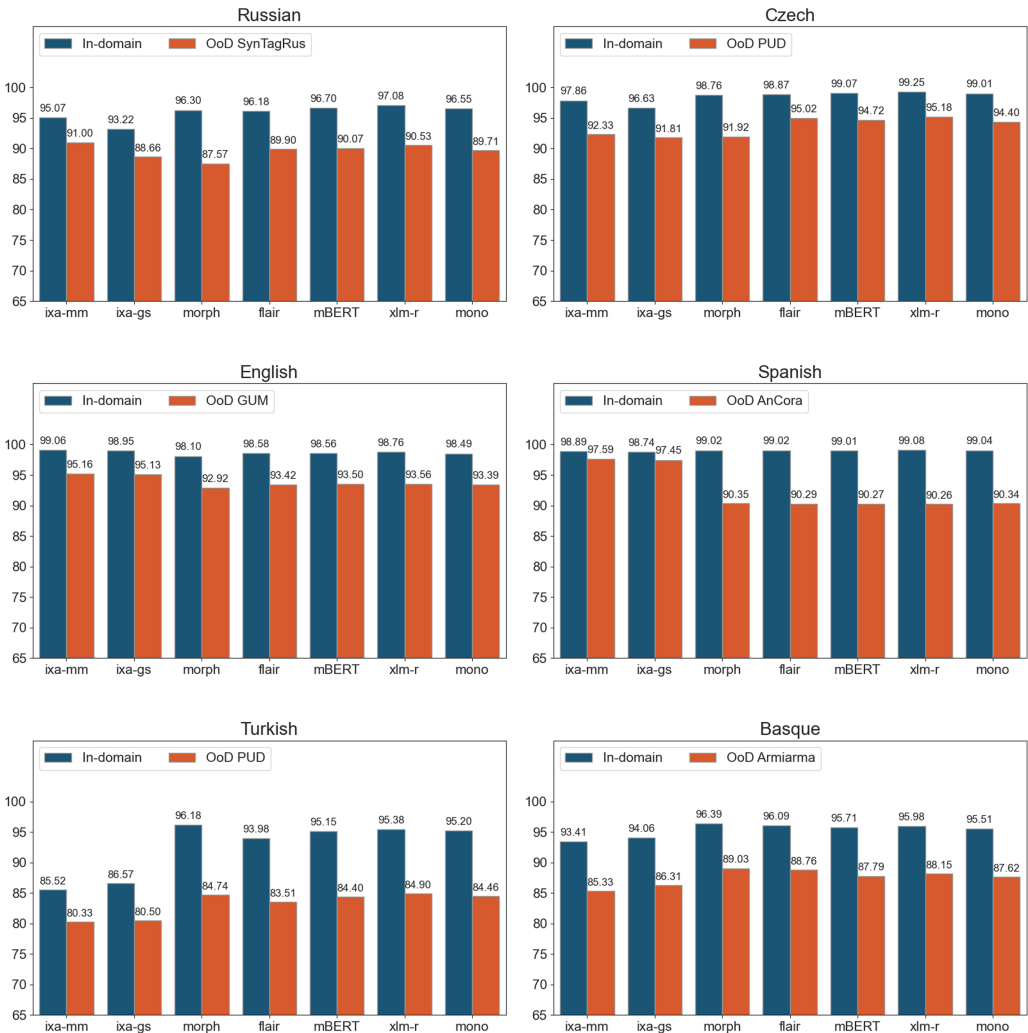 Russian
In-domain OoD SynTagRus
100
95
90
85
80
75
70
65
95.07 91.00 93.22 88.66 96.30 87.57 96.18 89.90 96.70 90.07 97.08 90.53 96.55 89.71
ixa-mm ixa-gs morph flair mBERT xlm-r mono
Czech
In-domain OoD PUD
100
95
90
85
80
75
70
65
97.86 92.33 96.63 91.81 98.76 91.92 98.87 95.02 99.07 94.72 99.25 95.18 99.01 94.40
ixa-mm ixa-gs morph flair mBERT xlm-r mono
English
In-domain OoD GUM
100
95
90
85
80
75
70
65
99.06 95.16 98.95 95.13 98.10 92.92 98.58 93.42 98.56 93.50 98.76 93.56 98.49 93.39
ixa-mm ixa-gs morph flair mBERT xlm-r mono
Spanish
In-domain OoD AnCora
100
95
90
85
80
75
70
65
98.89 97.59 98.74 97.45 99.02 90.35 99.02 90.29 99.01 90.27 99.08 90.26 99.04 90.34
ixa-mm ixa-gs morph flair mBERT xlm-r mono
Turkish
In-domain OoD PUD
100
95
90
85
80
75
70
65
85.52 80.33 86.57 80.50 96.18 84.74 93.98 83.51 95.15 84.40 95.38 84.90 95.20 84.46
ixa-mm ixa-gs morph flair mBERT xlm-r mono
Basque
In-domain OoD Armiarma
100
95
90
85
80
75
70
65
93.41 85.33 94.06 86.31 96.39 89.03 96.09 88.76 95.71 87.79 95.98 88.15 95.51 87.62
ixa-mm ixa-gs morph flair mBERT xlm-r mono